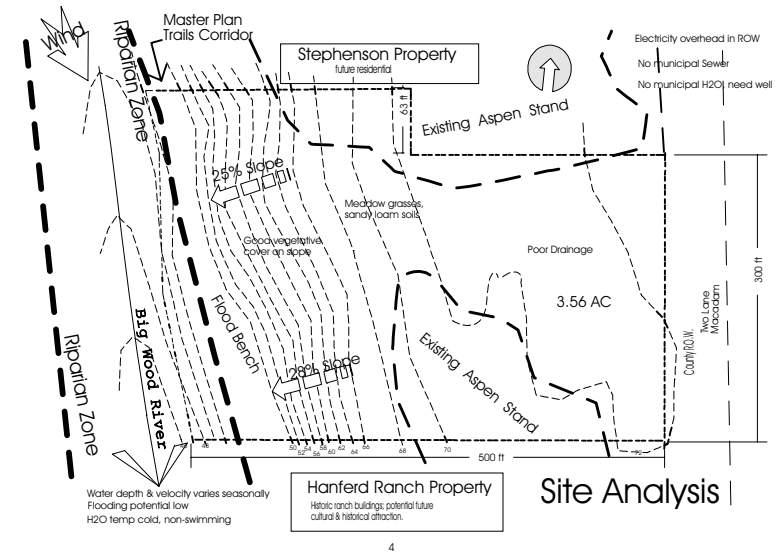 Wind
Riparian Zone
Master Plan
Trails Corridor
Stephenson Property
future residential
Electricity overhead in ROW
No municipal Sewer
No municipal H2O, need well
63 ft
Existing Aspen Stand
25% Slope
Meadow grasses,
sandy loam soils
Good vegetative
cover on slope
Poor Drainage
3.56 AC
300 ft
Two Lane
Macadam
County R.O.W.
Flood Bench
Big Wood River
Riparian Zone
28% Slope
Existing Aspen Stand
48
50
52
54
56
58
60
62
64
66
68
70
72
500 ft
Water depth & velocity varies seasonally
Flooding potential low
H2O temp cold, non-swimming
Hanferd Ranch Property
Historic ranch buildings; potential future
cultural & historical attraction.
Site Analysis
4